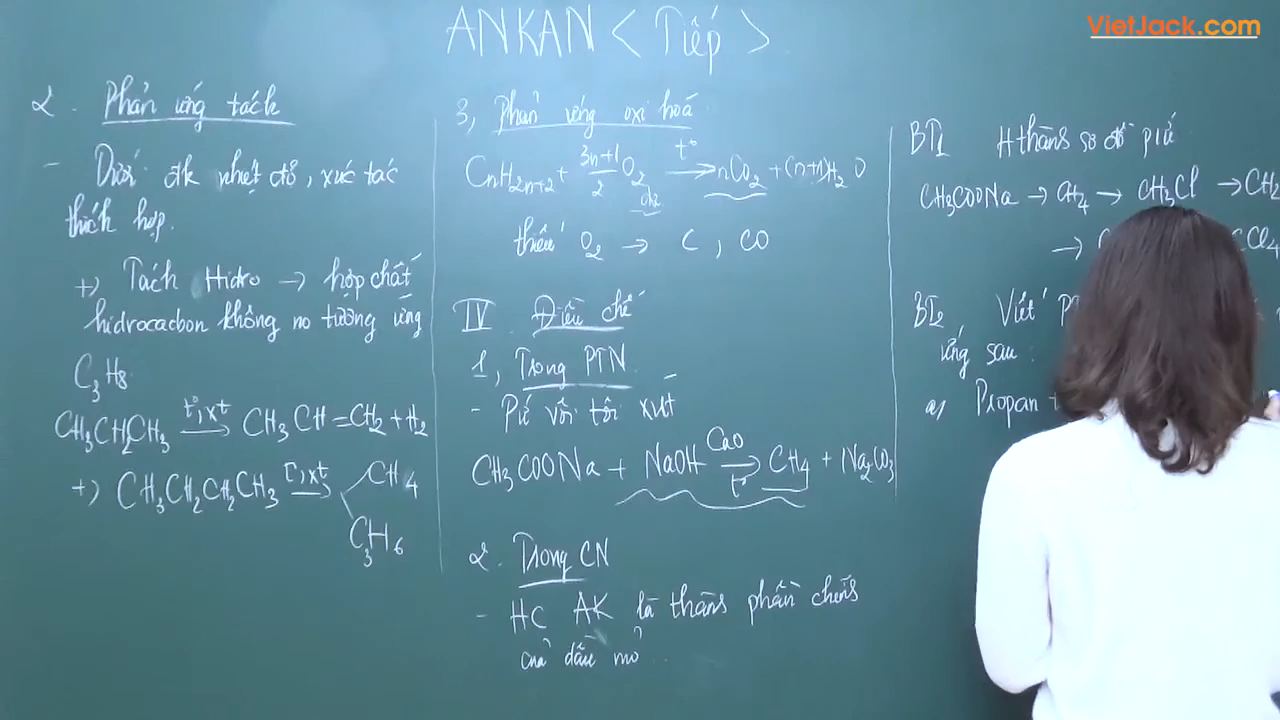 VietJack.com
ANKAN < Tiếp >
2. Phản ứng tách
- Dưới đk nhiệt độ, xúc tác
thích hợp.
+) Tách Hidro → hợp chất
hidrocacbon không no tương ứng
C3H8
CH3CH2CH3 t°, xt → CH3CH=CH2 + H2
+) CH3CH2CH2CH3 t°, xt → CH4
C3H6
3, Phản ứng oxi hoá
CnH2n+2 + 3n+1/2 O2 t° → nCO2 + (n+1)H2O
thiếu O2 → C, CO
IV. Điều chế
1, Trong PTN
- Pứ vôi tôi xút
CH3COONa + NaOH CaO t° → CH4 + Na2CO3
2. Trong CN
- HC AK là thành phần chính
của dầu mỏ
BT1 H thành sơ đồ pứ
CH3COONa → CH4 → CH3Cl → CH2
→ C CCl4
BT2 Viết P
ứng sau:
a, Propan +